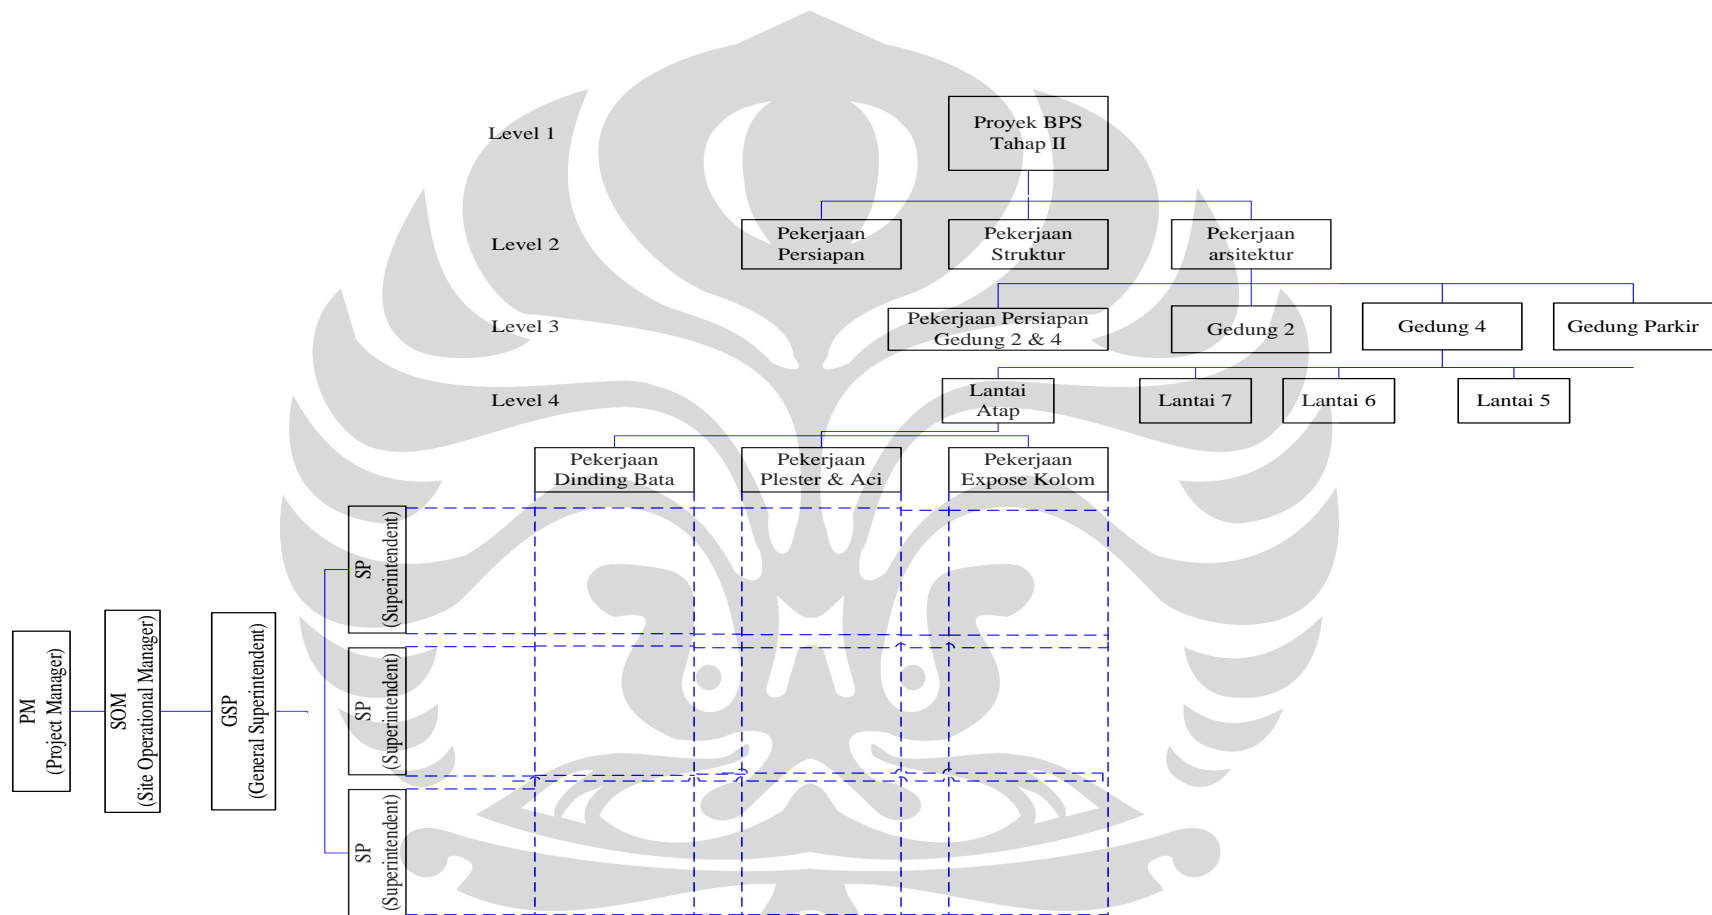 Level 1
Proyek BPS
Tahap II
Level 2
Pekerjaan
Persiapan
Pekerjaan
Struktur
Pekerjaan
arsitektur
Level 3
Pekerjaan Persiapan
Gedung 2 & 4
Gedung 2
Gedung 4
Gedung Parkir
Level 4
Lantai
Atap
Lantai 7
Lantai 6
Lantai 5
Pekerjaan
Dinding Bata
Pekerjaan
Plester & Aci
Pekerjaan
Expose Kolom
PM
(Project Manager)
SOM
(Site Operational Manager)
GSP
(General Superintendent)
SP
(Superintendent)
SP
(Superintendent)
SP
(Superintendent)